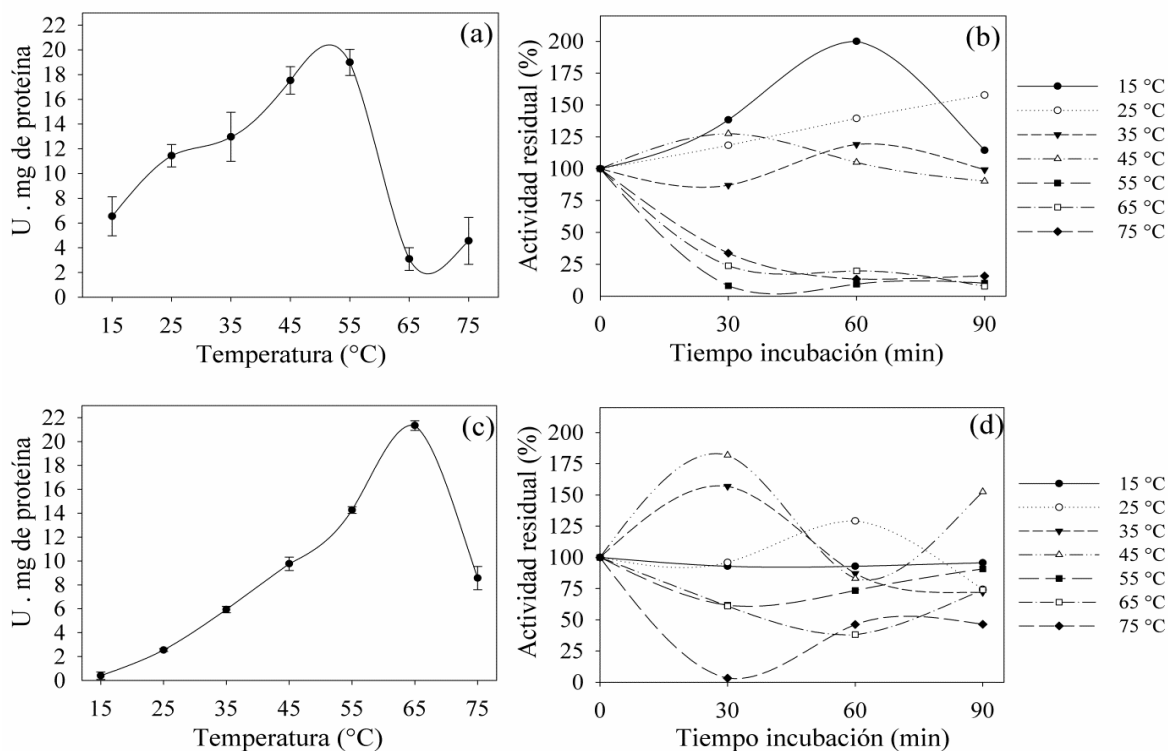 (a)
U . mg de proteína
22
20
18
16
14
12
10
8
6
4
2
0
15 25 35 45 55 65 75
Temperatura (°C)
(b)
Actividad residual (%)
200
175
150
125
100
75
50
25
0
0 30 60 90
Tiempo incubación (min)
15 °C
25 °C
35 °C
45 °C
55 °C
65 °C
75 °C
(c)
U . mg de proteína
22
20
18
16
14
12
10
8
6
4
2
0
15 25 35 45 55 65 75
Temperatura (°C)
(d)
Actividad residual (%)
200
175
150
125
100
75
50
25
0
0 30 60 90
Tiempo incubación (min)
15 °C
25 °C
35 °C
45 °C
55 °C
65 °C
75 °C